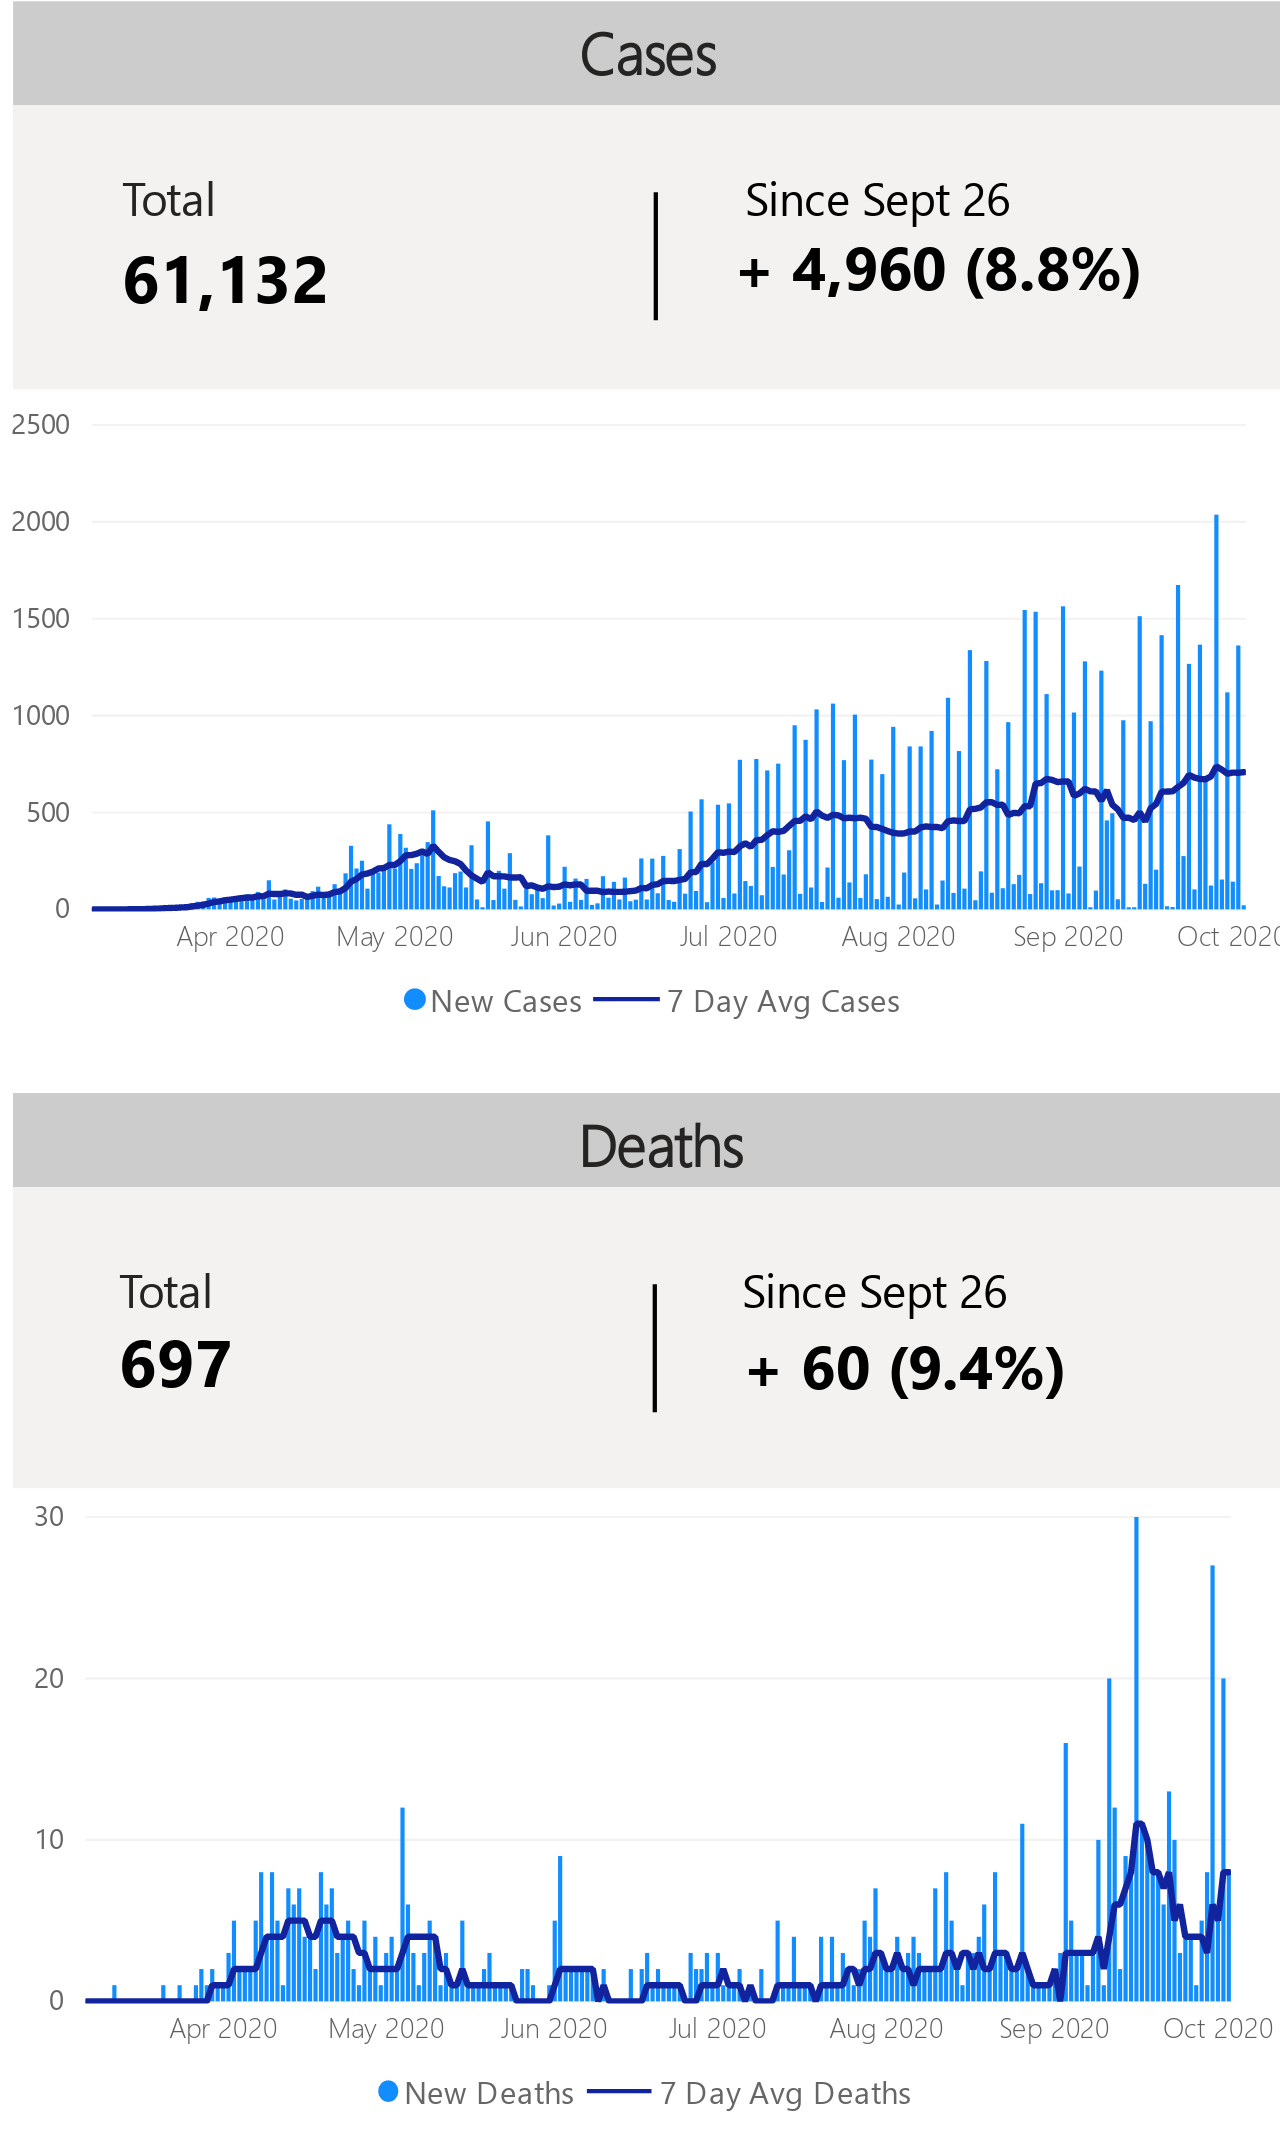 Cases
Total
Since Sept 26
61,132
+ 4,960 (8.8%)
2500
2000
1500
1000
500
0
Apr 2020 May 2020 Jun 2020 Jul 2020 Aug 2020 Sep 2020 Oct 2020
New Cases 7 Day Avg Cases
Deaths
Total
Since Sept 26
697
+ 60 (9.4%)
30
20
10
0
Apr 2020 May 2020 Jun 2020 Jul 2020 Aug 2020 Sep 2020 Oct 2020
New Deaths 7 Day Avg Deaths